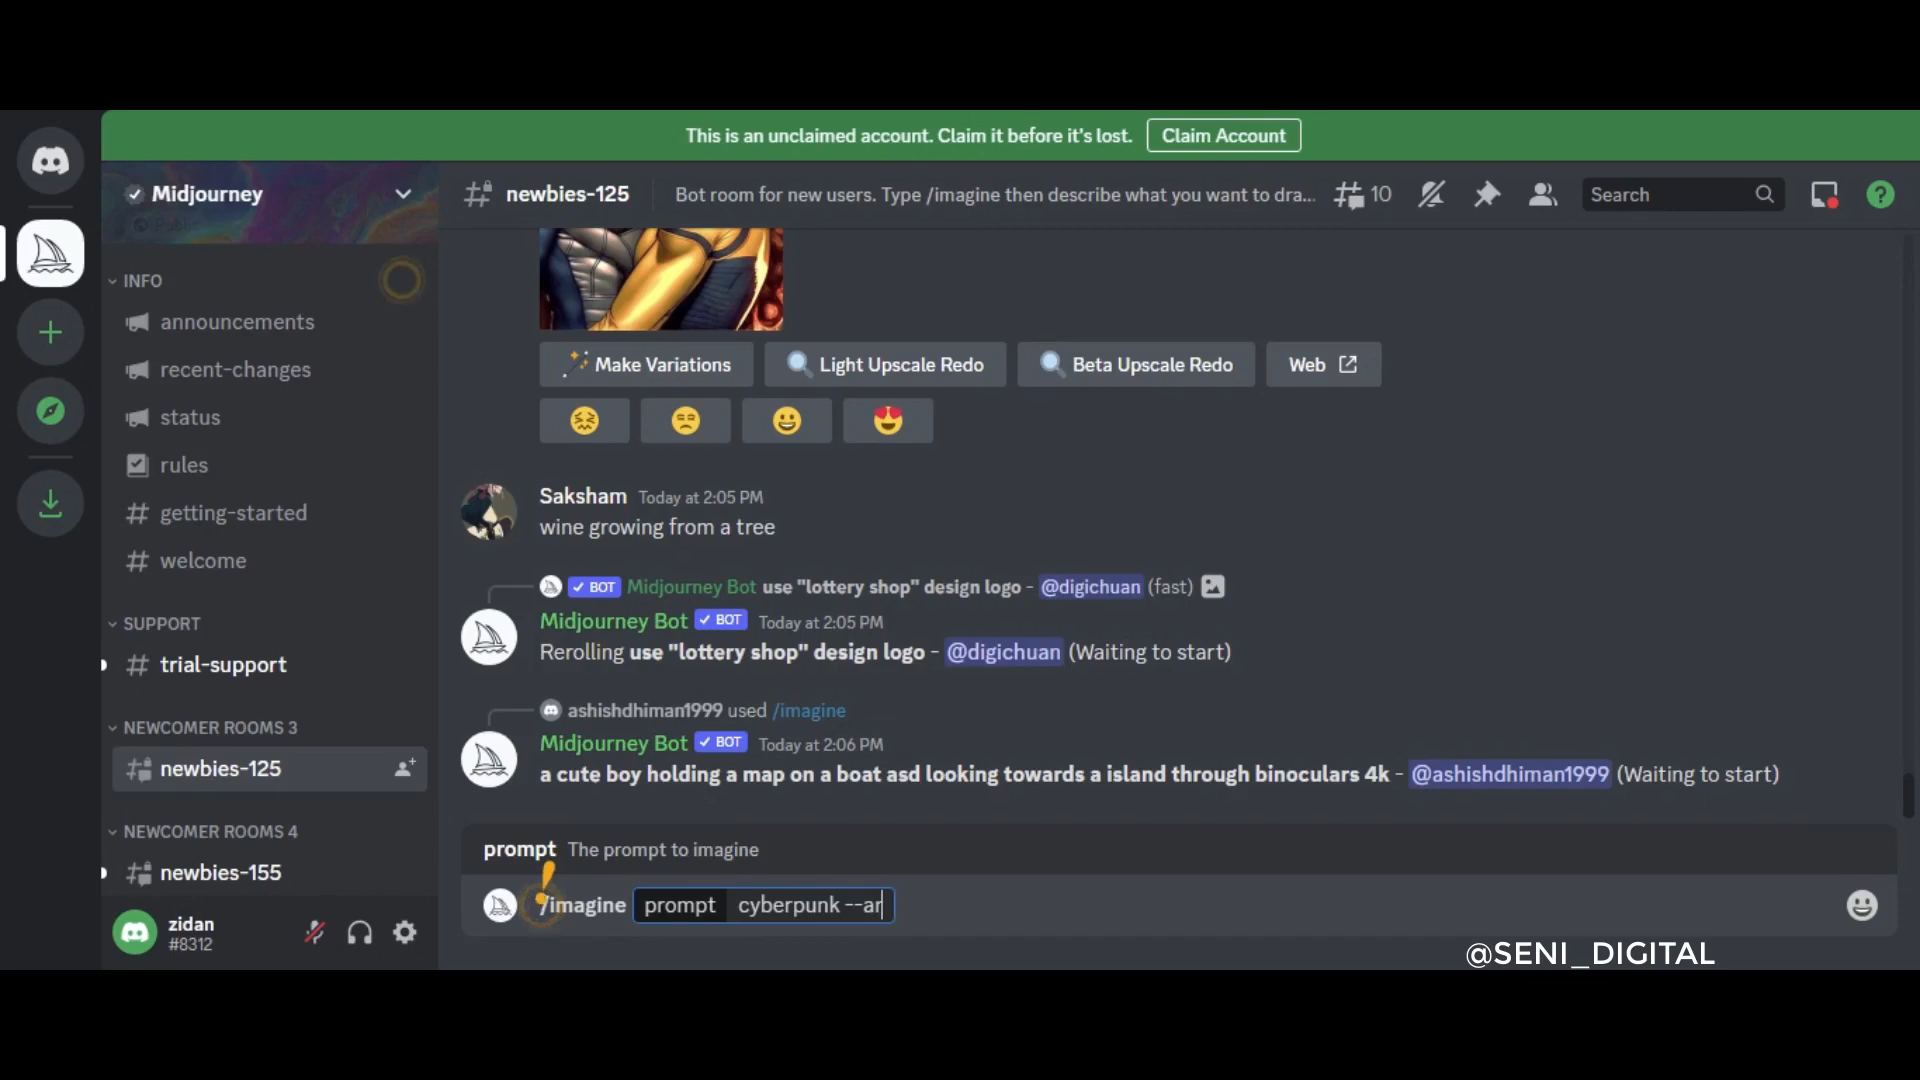 This is an unclaimed account. Claim it before it's lost. Claim Account
Midjourney
Public
newbies-125
Bot room for new users. Type /imagine then describe what you want to dra...
10
Search
INFO
announcements
recent-changes
status
rules
getting-started
welcome
SUPPORT
trial-support
NEWCOMER ROOMS 3
newbies-125
NEWCOMER ROOMS 4
newbies-155
zidan
#8312
Make Variations
Light Upscale Redo
Beta Upscale Redo
Web
Saksham Today at 2:05 PM
wine growing from a tree
BOT Midjourney Bot use "lottery shop" design logo - @digichuan (fast)
Midjourney Bot BOT Today at 2:05 PM
Rerolling use "lottery shop" design logo - @digichuan (Waiting to start)
ashishdhiman1999 used /imagine
Midjourney Bot BOT Today at 2:06 PM
a cute boy holding a map on a boat asd looking towards a island through binoculars 4k - @ashishdhiman1999 (Waiting to start)
prompt The prompt to imagine
/imagine prompt cyberpunk --ar
@SENI_DIGITAL